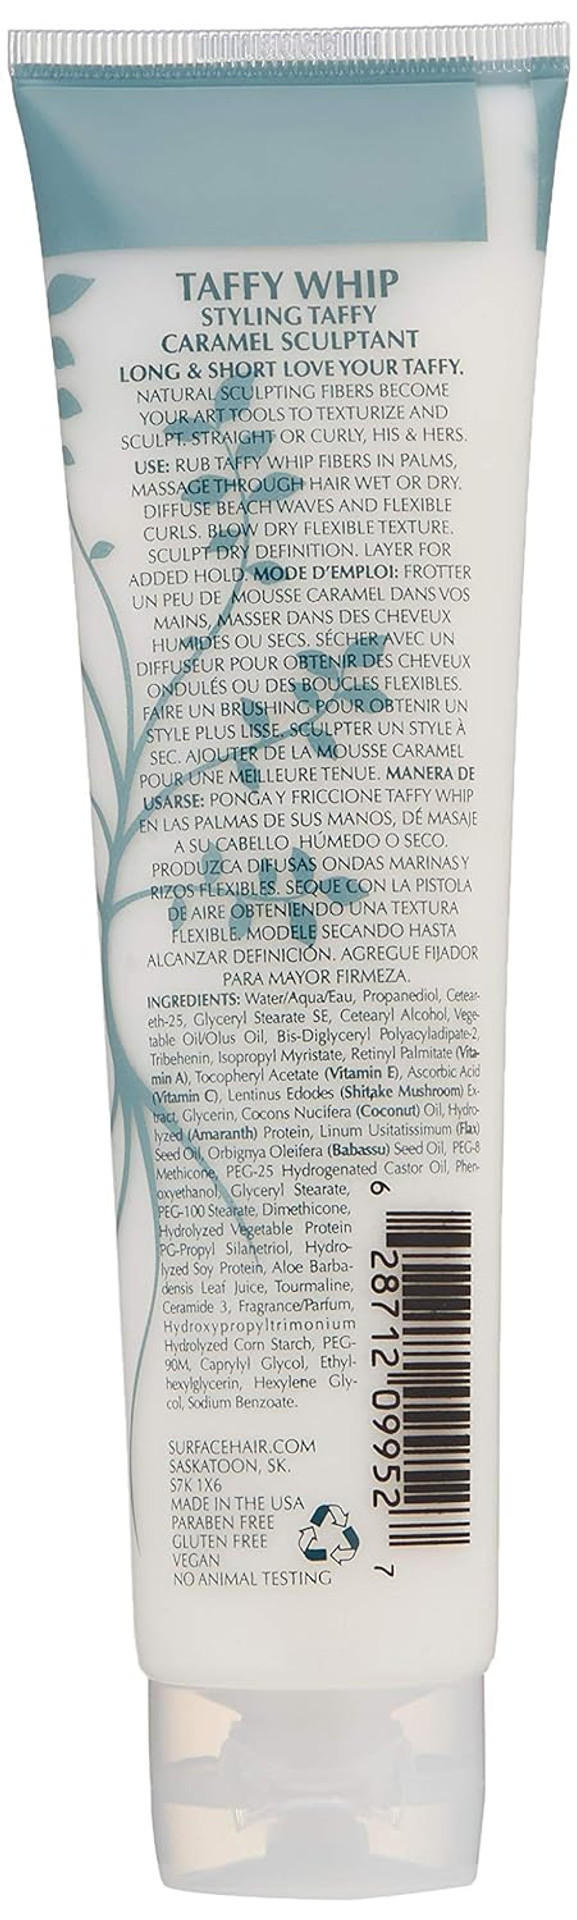 TAFFY WHIP
STYLING TAFFY
CARAMEL SCULPTANT
LONG & SHORT LOVE YOUR TAFFY.
NATURAL SCULPTING FIBERS BECOME
YOUR ART TOOLS TO TEXTURIZE AND
SCULPT. STRAIGHT OR CURLY, HIS & HERS.
USE: RUB TAFFY WHIP FIBERS IN PALMS,
MASSAGE THROUGH HAIR WET OR DRY.
DIFFUSE BEACH WAVES AND FLEXIBLE
CURLS. BLOW DRY FLEXIBLE TEXTURE.
SCULPT DRY DEFINITION. LAYER FOR
ADDED HOLD. MODE D'EMPLOI: FROTTER
UN PEU DE MOUSSE CARAMEL DANS VOS
MAINS, MASSER DANS DES CHEVEUX
HUMIDES OU SECS. SÉCHER AVEC UN
DIFFUSEUR POUR OBTENIR DES CHEVEUX
ONDULÉS OU DES BOUCLES FLEXIBLES.
FAIRE UN BRUSHING POUR OBTENIR UN
STYLE PLUS LISSE. SCULPTER UN STYLE À
SEC. AJOUTER DE LA MOUSSE CARAMEL
POUR UNE MEILLEURE TENUE. MANERA DE
USARSE: PONGA Y FRICCIONE TAFFY WHIP
EN LAS PALMAS DE SUS MANOS, DÉ MASAJE
A SU CABELLO HÚMEDO O SECO.
PRODUZCA DIFUSAS ONDAS MARINAS Y
RIZOS FLEXIBLES. SEQUE CON LA PISTOLA
DE AIRE OBTENIENDO UNA TEXTURA
FLEXIBLE. MODELE SECANDO HASTA
ALCANZAR DEFINICIÓN. AGREGUE FIJADOR
PARA MAYOR FIRMEZA.
INGREDIENTS: Water/Aqua/Eau, Propanediol, Cetear-
eth-25, Glyceryl Stearate SE, Cetearyl Alcohol, Vege-
table Oil/Olus Oil, Bis-Diglyceryl Polyacyladipate-2,
Tribehenin, Isopropyl Myristate, Retinyl Palmitate (Vita-
min A), Tocopheryl Acetate (Vitamin E), Ascorbic Acid
(Vitamin C), Lentinus Edodes (Shitake Mushroom) Ex-
tract, Glycerin, Cocons Nucifera (Coconut) Oil, Hydro-
lyzed (Amaranth) Protein, Linum Usitatissimum (Flax)
Seed Oil, Orbignya Oleifera (Babassu) Seed Oil, PEG-8
Methicone, PEG-25 Hydrogenated Castor Oil, Phen-
oxyethanol, Glyceryl Stearate,
PEG-100 Stearate, Dimethicone,
Hydrolyzed Vegetable Protein
PG-Propyl Silanetriol, Hydro-
lyzed Soy Protein, Aloe Barba-
densis Leaf Juice, Tourmaline,
Ceramide 3, Fragrance/Parfum,
Hydroxypropyltrimonium
Hydrolyzed Corn Starch, PEG-
90M, Caprylyl Glycol, Ethyl-
hexylglycerin, Hexylene Gly-
col, Sodium Benzoate.
6 28712 09952 7
SURFACEHAIR.COM
SASKATOON, SK.
S7K 1X6
MADE IN THE USA
PARABEN FREE
GLUTEN FREE
VEGAN
NO ANIMAL TESTING